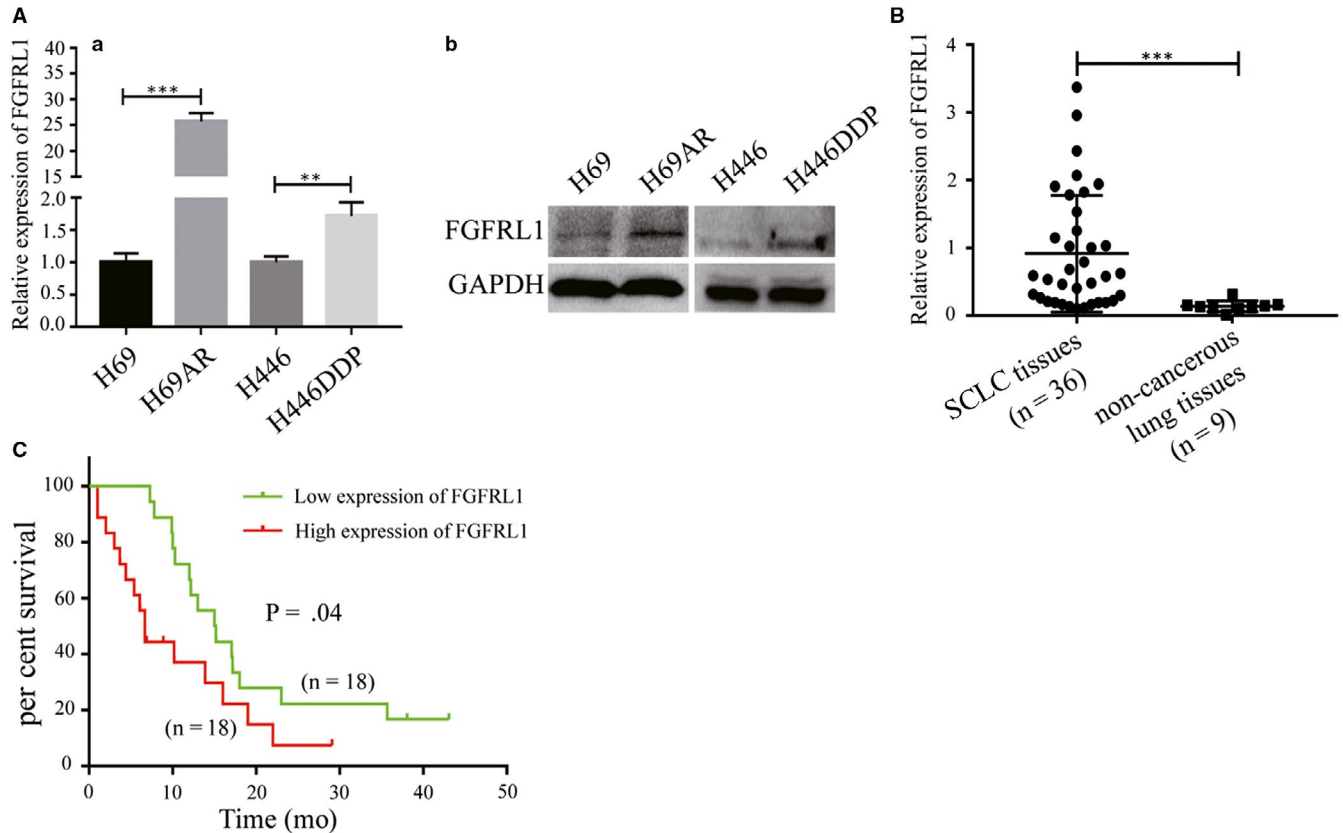 A
a
Relative expression of FGFRL1
40
35
30
25
20
15
2.0
1.5
1.0
0.5
0.0
***
**
H69
H69AR
H446
H446DDP
b
H69
H69AR
H446
H446DDP
FGFRL1
GAPDH
B
Relative expression of FGFRL1
4
3
2
1
0
***
SCLC tissues
(n = 36)
non-cancerous
lung tissues
(n = 9)
C
per cent survival
100
80
60
40
20
0
Low expression of FGFRL1
High expression of FGFRL1
P = .04
(n = 18)
(n = 18)
0
10
20
30
40
50
Time (mo)